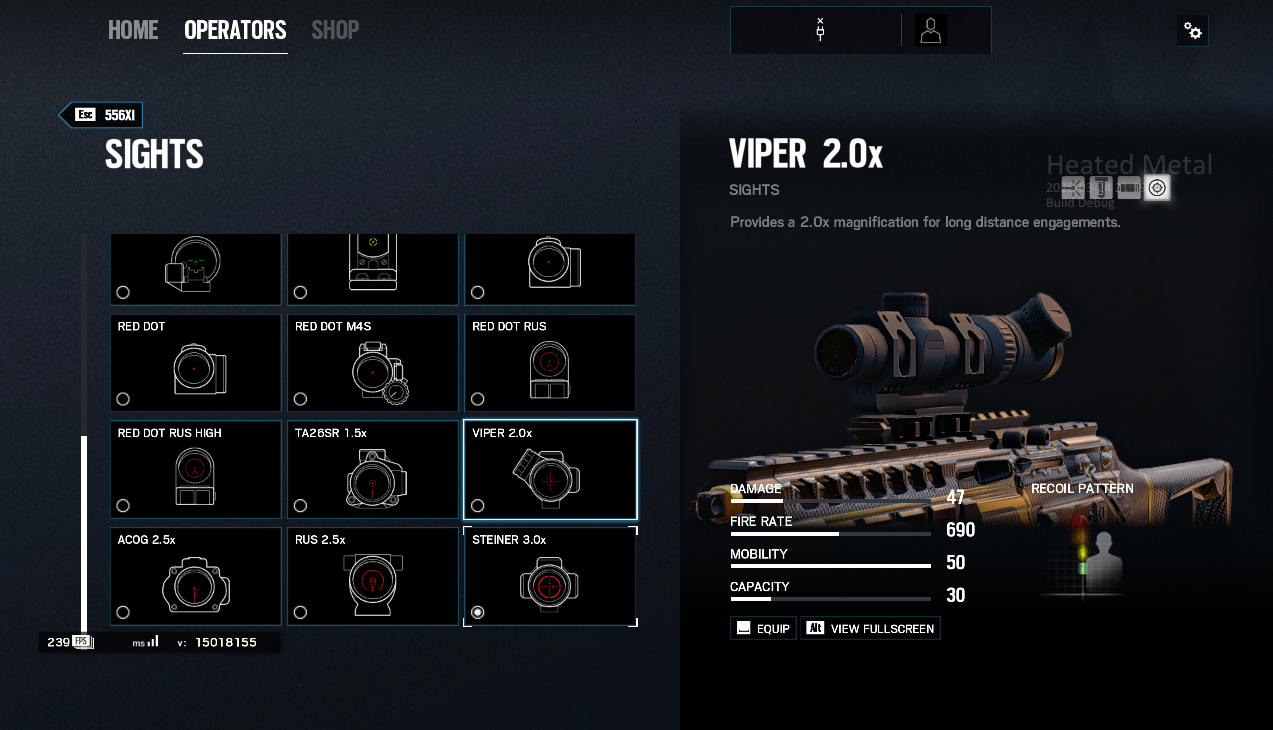 HOME OPERATORS SHOP
Esc 556XI
SIGHTS
RED DOT
RED DOT M4S
RED DOT RUS
RED DOT RUS HIGH
TA26SR 1.5x
VIPER 2.0x
ACOG 2.5x
RUS 2.5x
STEINER 3.0x
239 FPS ms v: 15018155
VIPER 2.0x
Heated Metal
SIGHTS
Build Debug
Provides a 2.0x magnification for long distance engagements.
DAMAGE 47
RECOIL PATTERN
FIRE RATE 690
MOBILITY 50
CAPACITY 30
EQUIP Alt VIEW FULLSCREEN